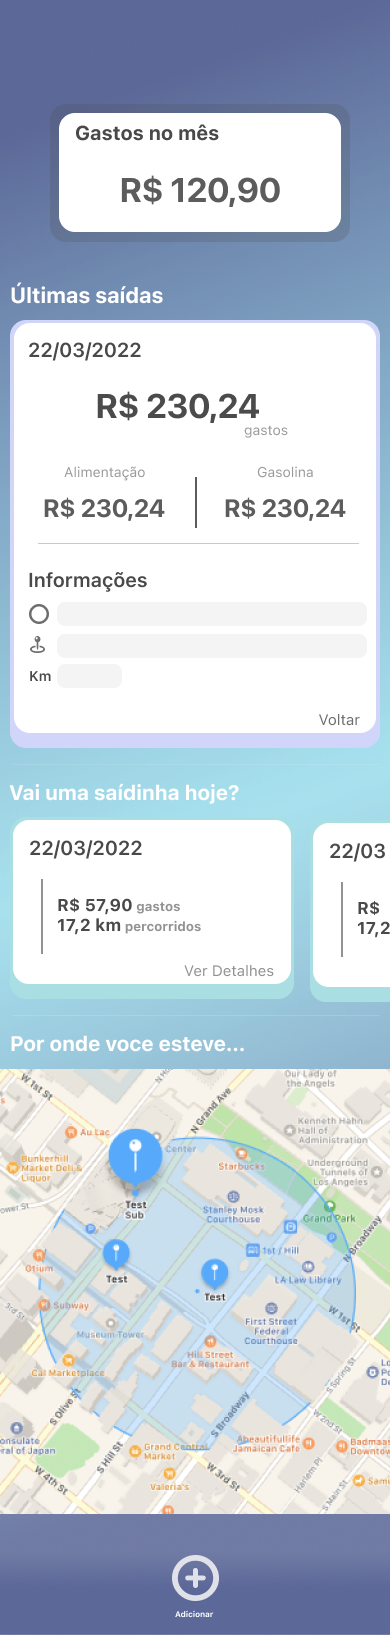 Gastos no mês
R$ 120,90
Últimas saídas
22/03/2022
R$ 230,24
gastos
Alimentação
Gasolina
R$ 230,24
R$ 230,24
Informações
Km
Voltar
Vai uma saídinha hoje?
22/03/2022
R$ 57,90 gastos
17,2 km percorridos
Ver Detalhes
22/03
R$
17,2
Por onde voce esteve...
Our Lady of
the Angels
W 1st St
N Grand Ave
Au Lac
Kenneth Hahn
Hall of
Administration
Center
Bunkerhill
Market Deli &
Liquor
Starbucks
Underground
Tunnels of
Los Angeles
Test
Sub
Stanley Mosk
Courthouse
Grand Park
N Broadway
Otium
Test
1st / Hill
LA Law Library
Test
3rd St
Subway
Museum Tower
First Street
Federal
Courthouse
W 1st St
Hill Street
Bar & Restaurant
Cal Marketplace
S Spring St
S Olive St
S Broadway
W 2nd St
onsulate
ral of Japan
S Hill St
Grand Central
Market
Abeautifullife
Jamaican Cafe
Badmaas
Downtown
W 4th St
Valerie's
W 3rd St
Harlem Pl
S Main St
Adicionar